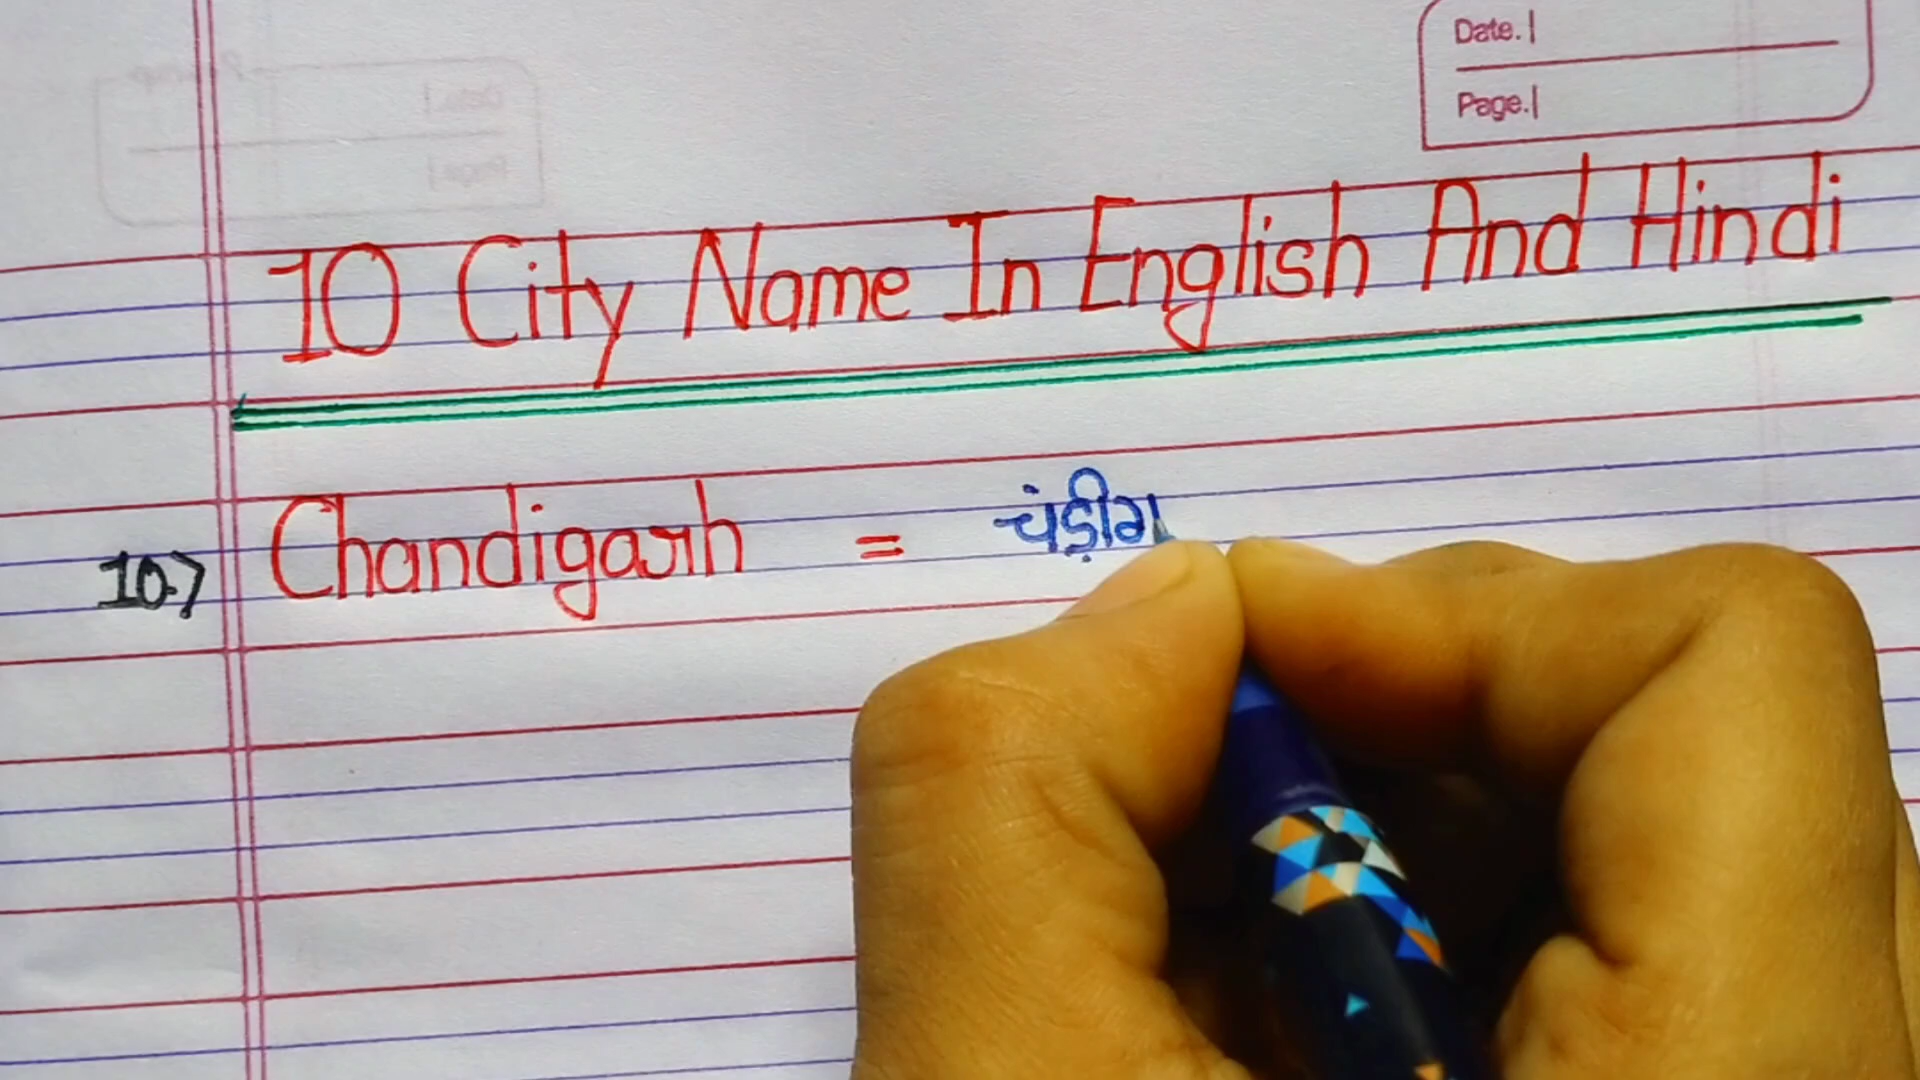 Date.
Page.
10 City Name In English And Hindi
10.> Chandigarh = चंड़ीग